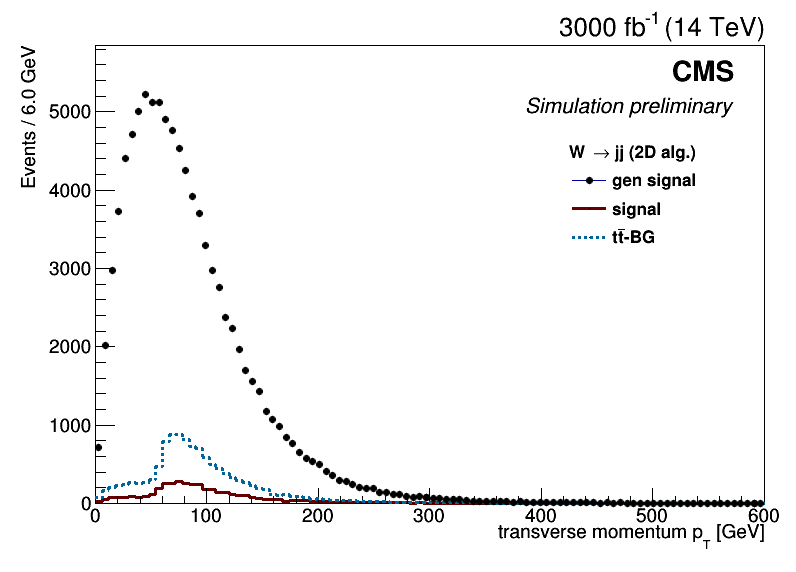 3000 fb⁻¹ (14 TeV)
Events / 6.0 GeV
CMS
Simulation preliminary
W → jj (2D alg.)
gen signal
signal
tt̄-BG
5000
4000
3000
2000
1000
0
0 100 200 300 400 500 600
transverse momentum p_T [GeV]